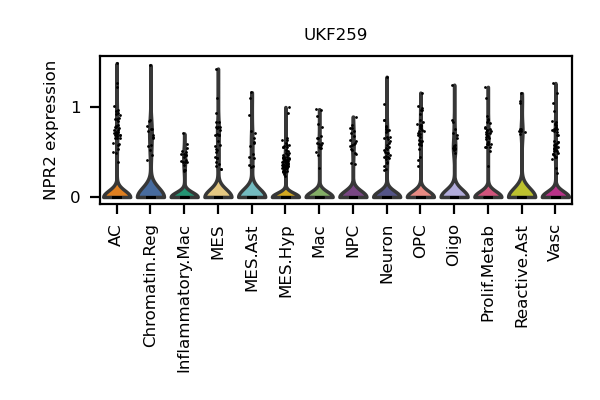 UKF259
NPR2 expression
1
0
AC
Chromatin.Reg
Inflammatory.Mac
MES
MES.Ast
MES.Hyp
Mac
NPC
Neuron
OPC
Oligo
Prolif.Metab
Reactive.Ast
Vasc